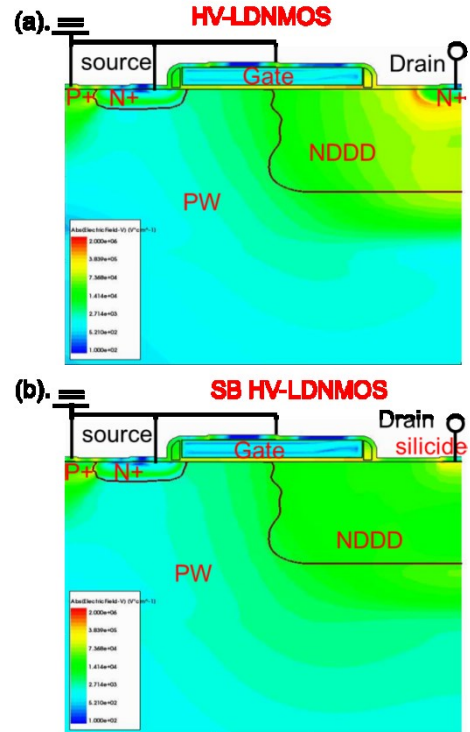 (a). HV-LDNMOS
source Gate Drain
P+ N+ N+
NDDD
PW
Abs(ElectricField-V) (V*cm^-1)
2.000e+06
3.839e+05
7.368e+04
1.414e+04
2.714e+03
5.210e+02
1.000e+02
(b). SB HV-LDNMOS
Drain
source Gate silicide
P+ N+
NDDD
PW
Abs(ElectricField-V) (V*cm^-1)
2.000e+06
3.839e+05
7.368e+04
1.414e+04
2.714e+03
5.210e+02
1.000e+02